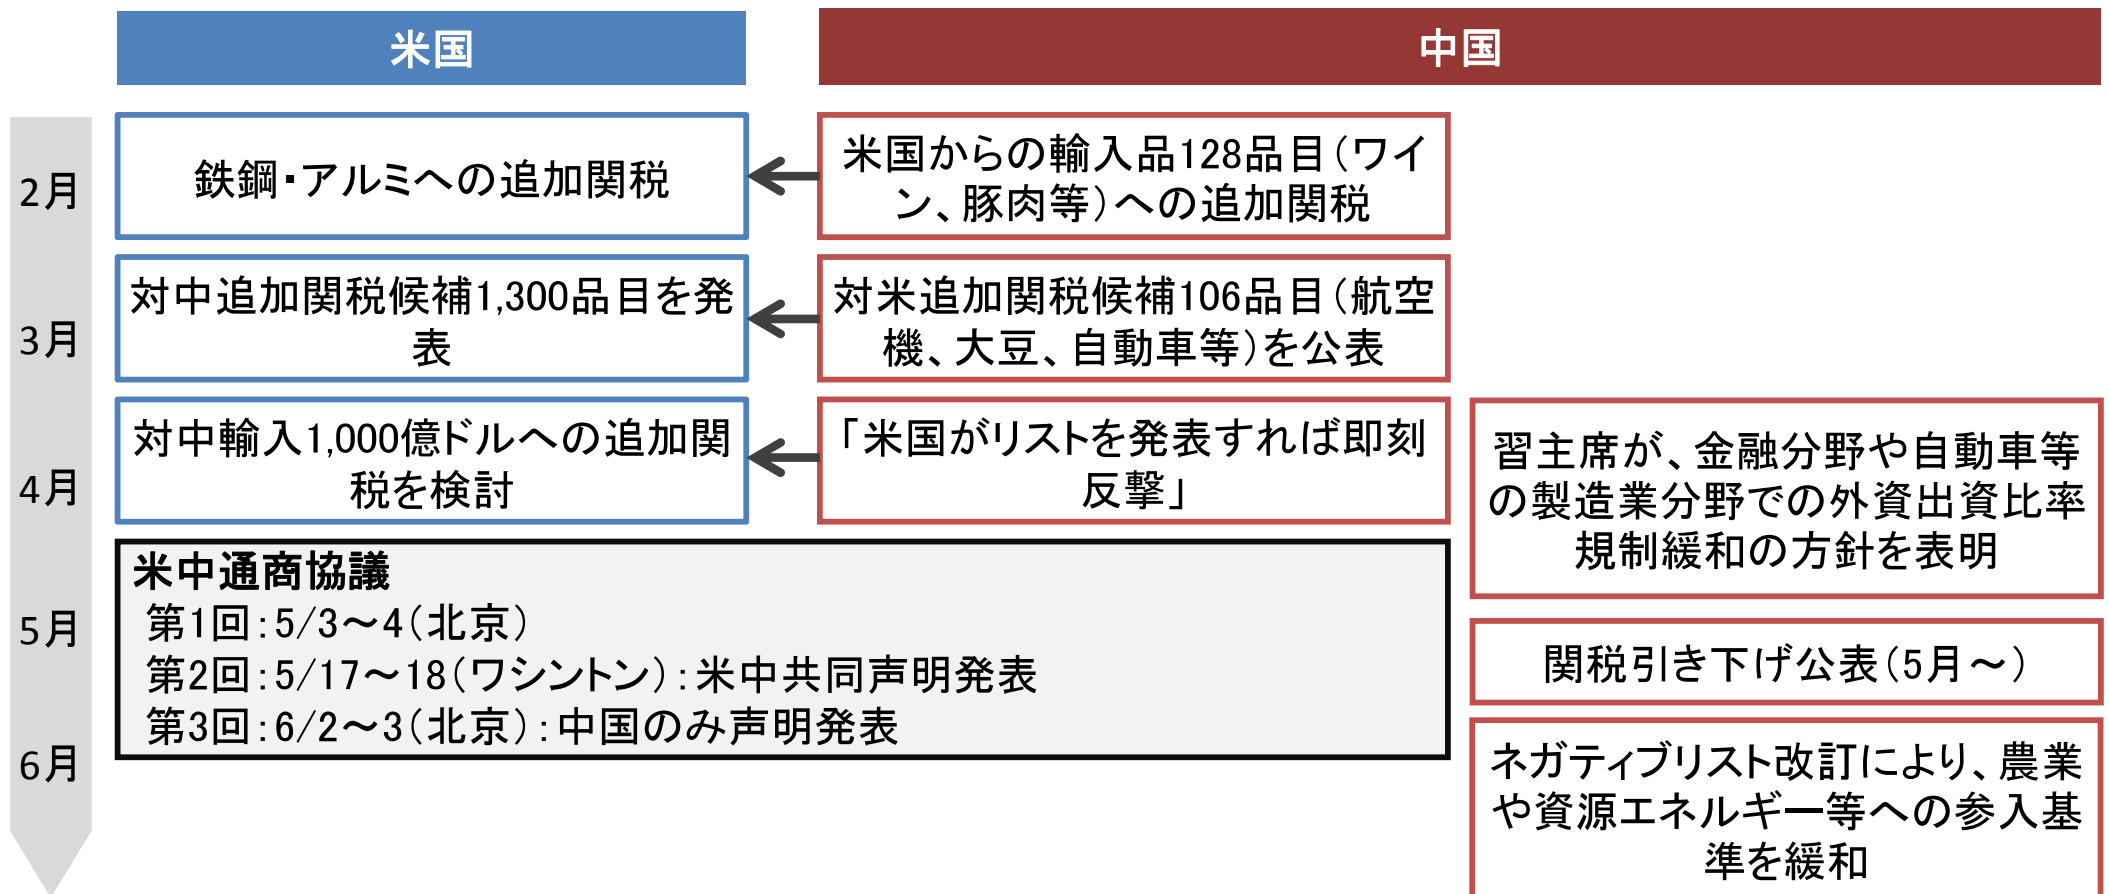 米国
中国
2月
鉄鋼・アルミへの追加関税
米国からの輸入品128品目（ワイ
ン、豚肉等）への追加関税
3月
対中追加関税候補1,300品目を発
表
対米追加関税候補106品目（航空
機、大豆、自動車等）を公表
4月
対中輸入1,000億ドルへの追加関
税を検討
「米国がリストを発表すれば即刻
反撃」
習主席が、金融分野や自動車等
の製造業分野での外資出資比率
規制緩和の方針を表明
5月
米中通商協議
第1回：5/3～4（北京）
第2回：5/17～18（ワシントン）：米中共同声明発表
第3回：6/2～3（北京）：中国のみ声明発表
関税引き下げ公表（5月～）
6月
ネガティブリスト改訂により、農業
や資源エネルギー等への参入基
準を緩和